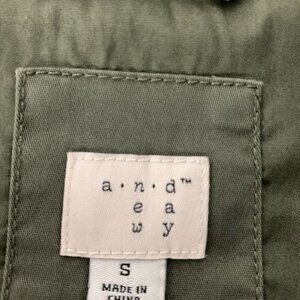 a · n · d™
e a
w y
S
MADE IN
CHINA